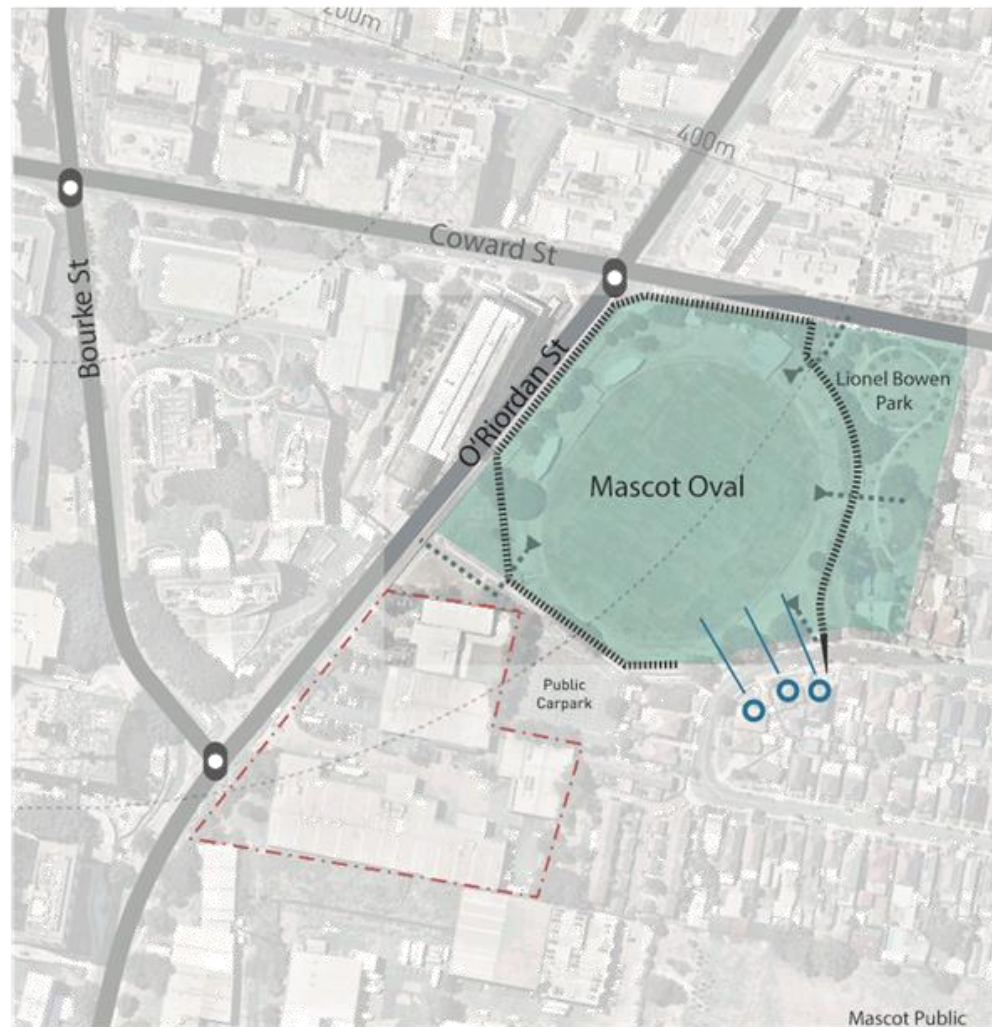 200m
400m
Coward St
Bourke St
O'Riordan St
Lionel Bowen
Park
Mascot Oval
Public
Carpark
Mascot Public